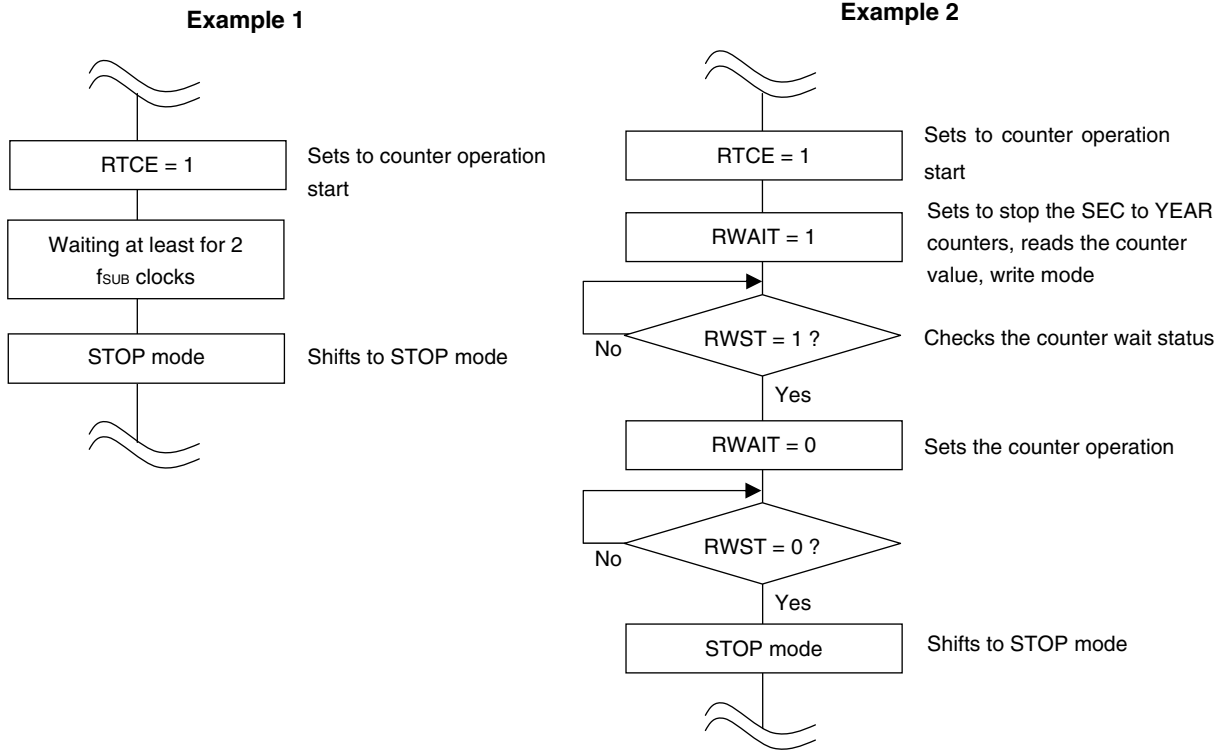 Example 1
RTCE = 1
Sets to counter operation
start
Waiting at least for 2
fSUB clocks
STOP mode
Shifts to STOP mode
Example 2
RTCE = 1
Sets to counter operation
start
RWAIT = 1
Sets to stop the SEC to YEAR
counters, reads the counter
value, write mode
RWST = 1 ?
Checks the counter wait status
No
Yes
RWAIT = 0
Sets the counter operation
RWST = 0 ?
No
Yes
STOP mode
Shifts to STOP mode